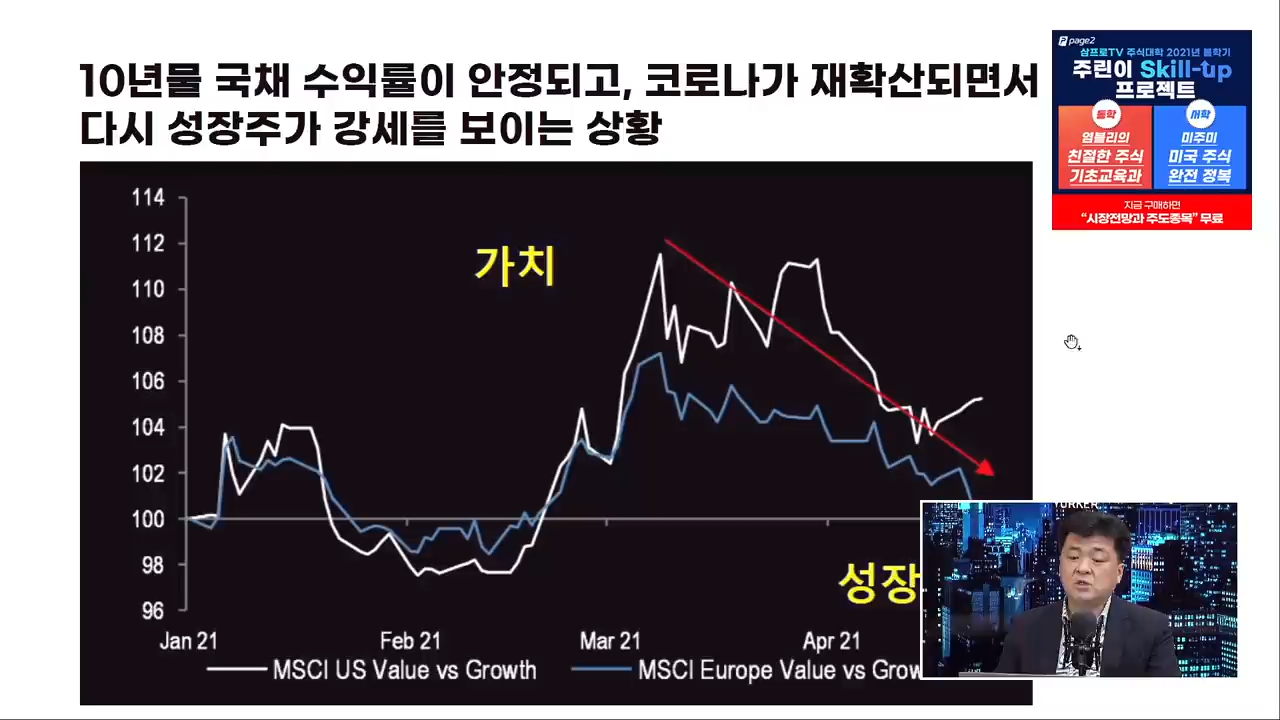 10년물 국채 수익률이 안정되고, 코로나가 재확산되면서
다시 성장주가 강세를 보이는 상황
page2
삼프로TV 주식대학 2021년 봄학기
주린이 Skill-up
프로젝트
동학
서학
염블리의
친절한 주식
기초교육과
미주미
미국 주식
완전 정복
지금 구매하면
“시장전망과 주도종목” 무료
114
112
110
108
106
104
102
100
98
96
가치
성장
Jan 21
Feb 21
Mar 21
Apr 21
MSCI US Value vs Growth
MSCI Europe Value vs Grow
YORKER